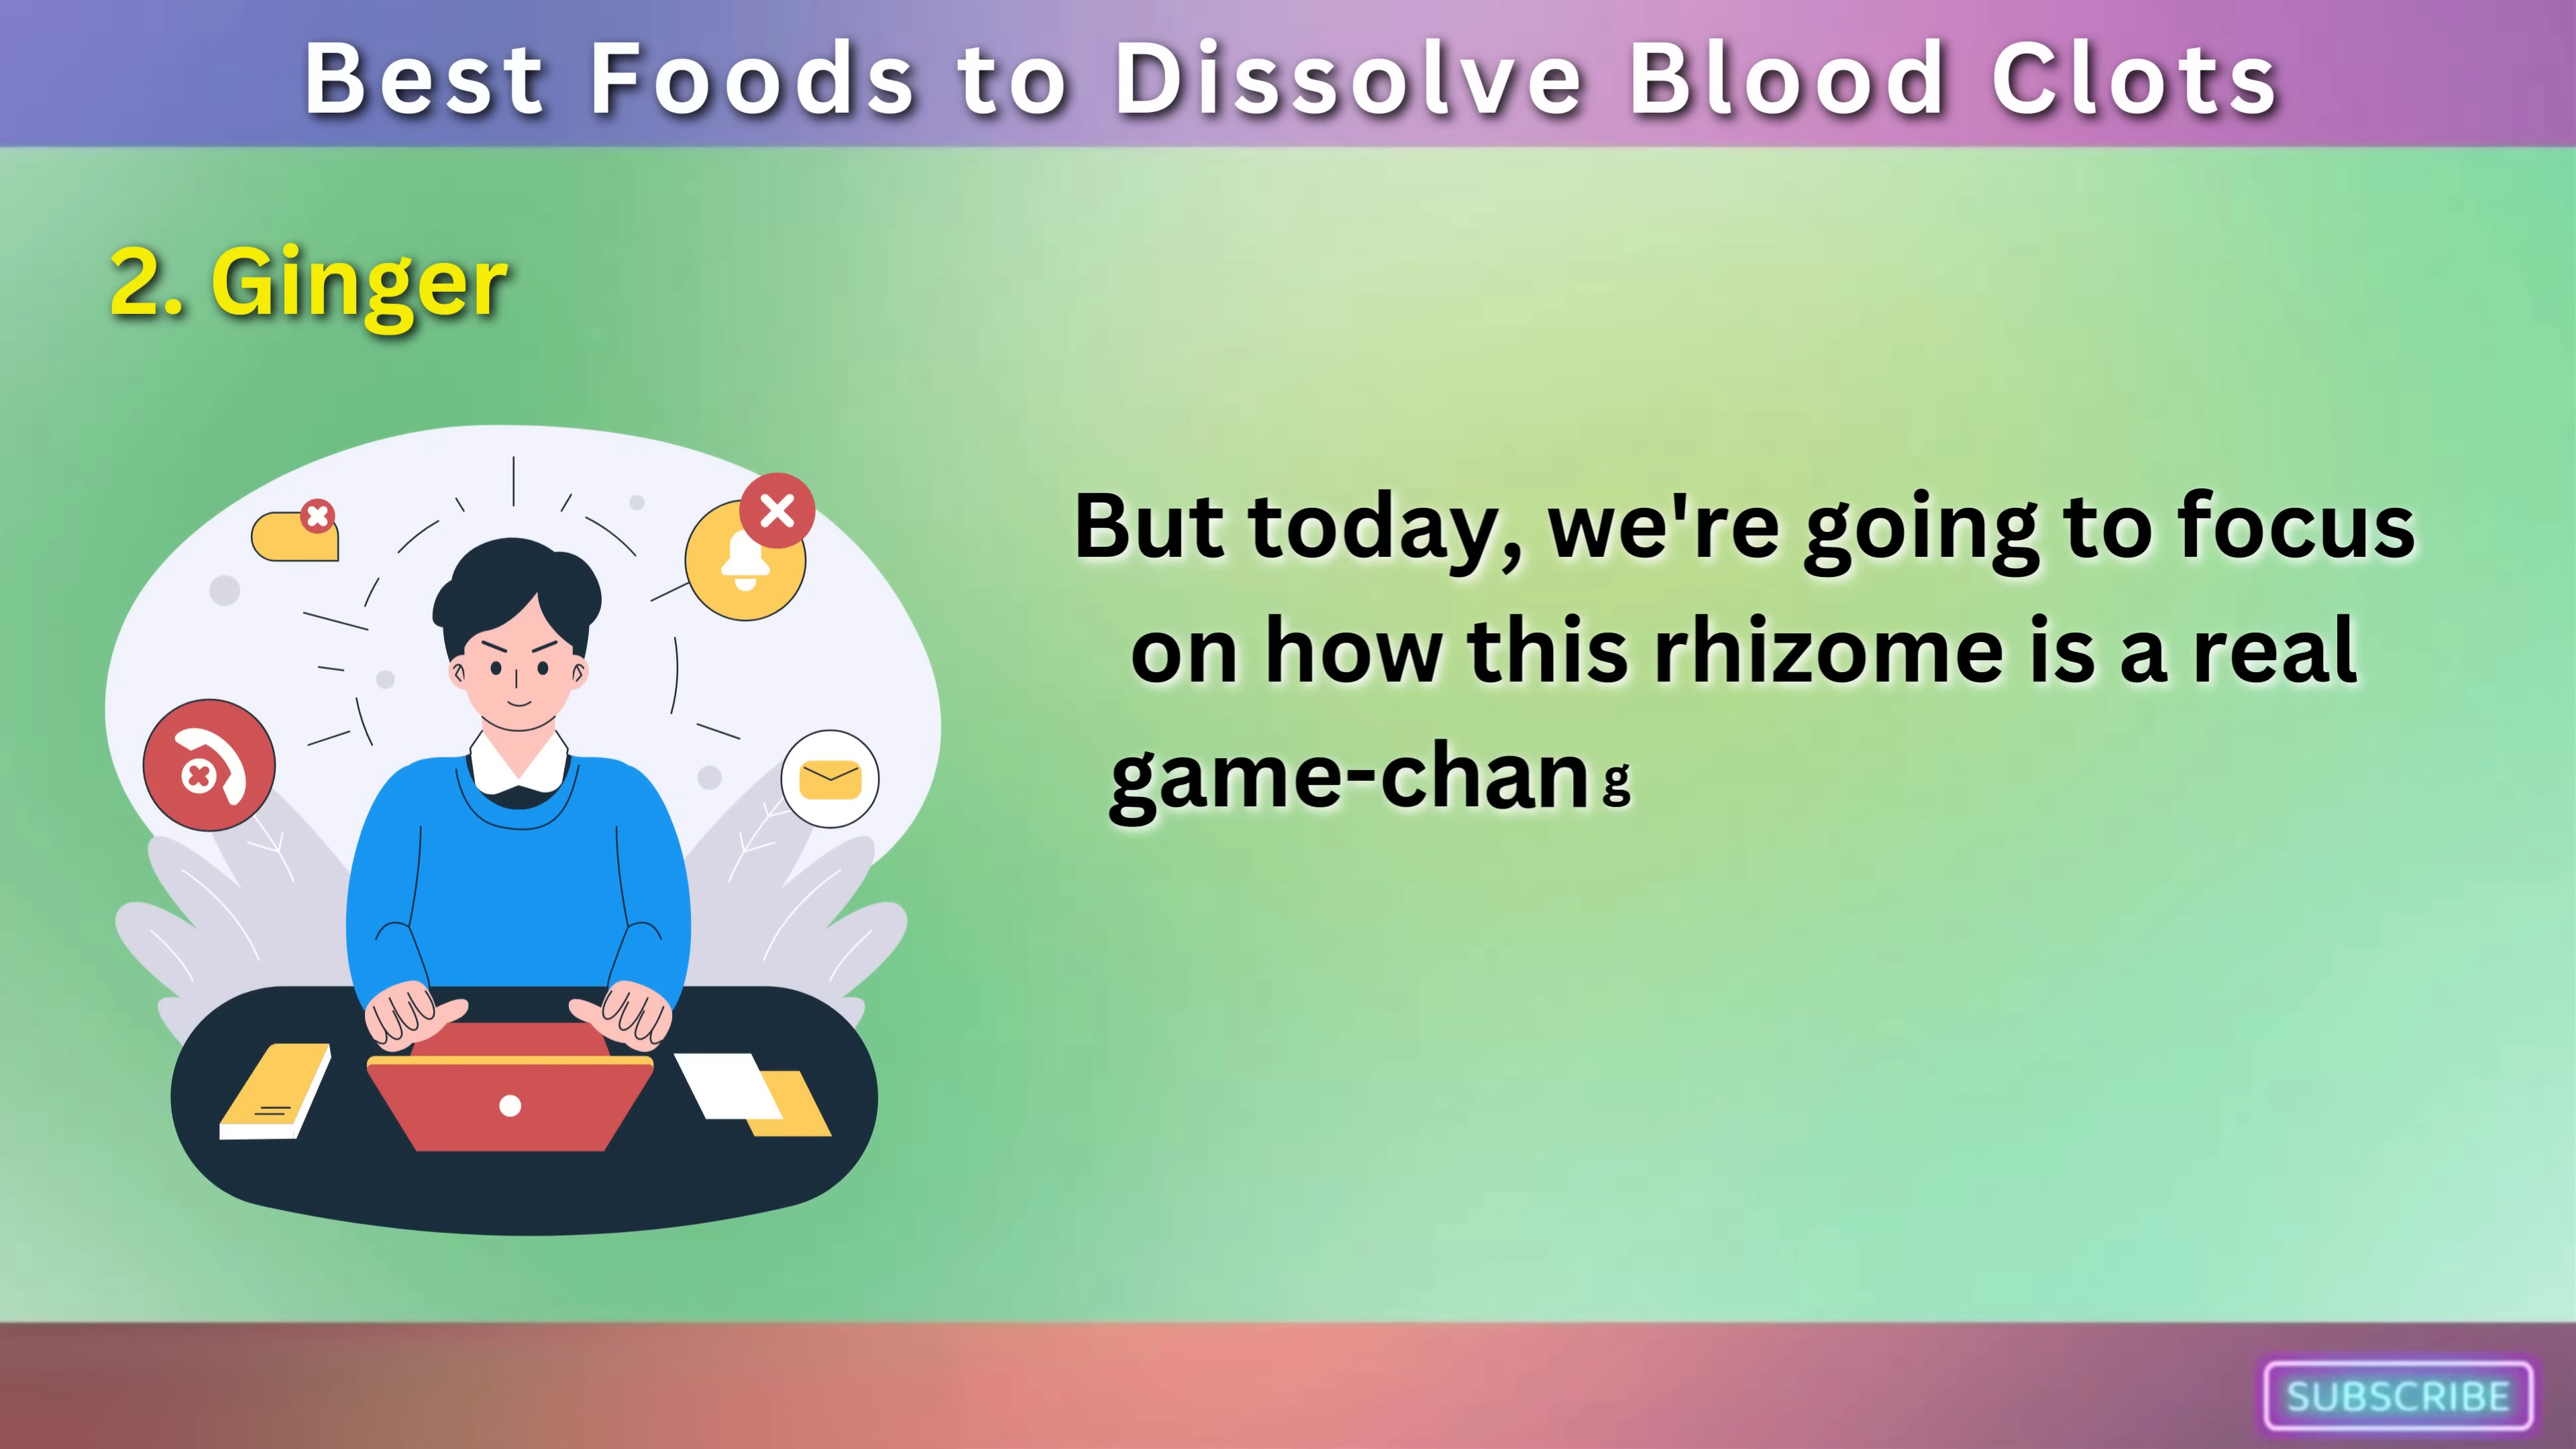 Best Foods to Dissolve Blood Clots
2. Ginger
But today, we're going to focus
on how this rhizome is a real
game-chang
SUBSCRIBE